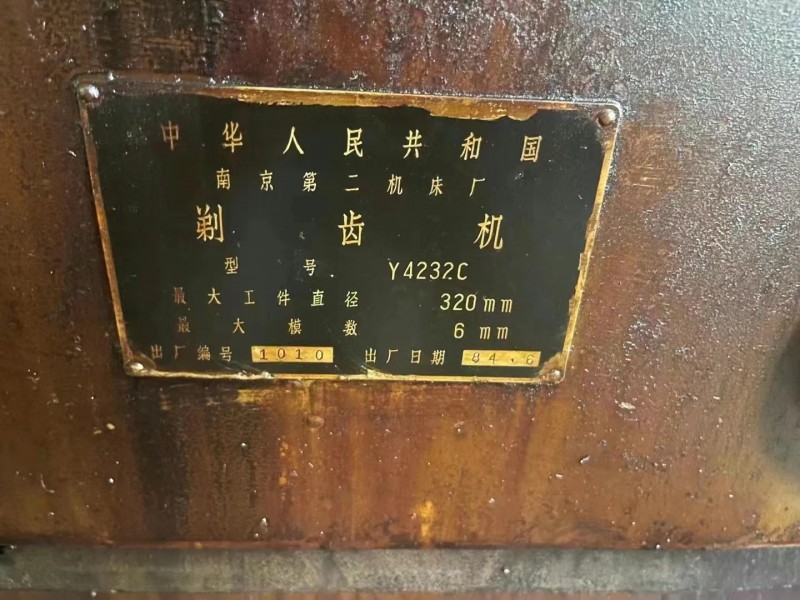 中华人民共和国
南京第二机床厂
剃齿机
型号 Y4232C
最大工件直径 320mm
最大模数 6mm
出厂编号 1010 出厂日期 84.6